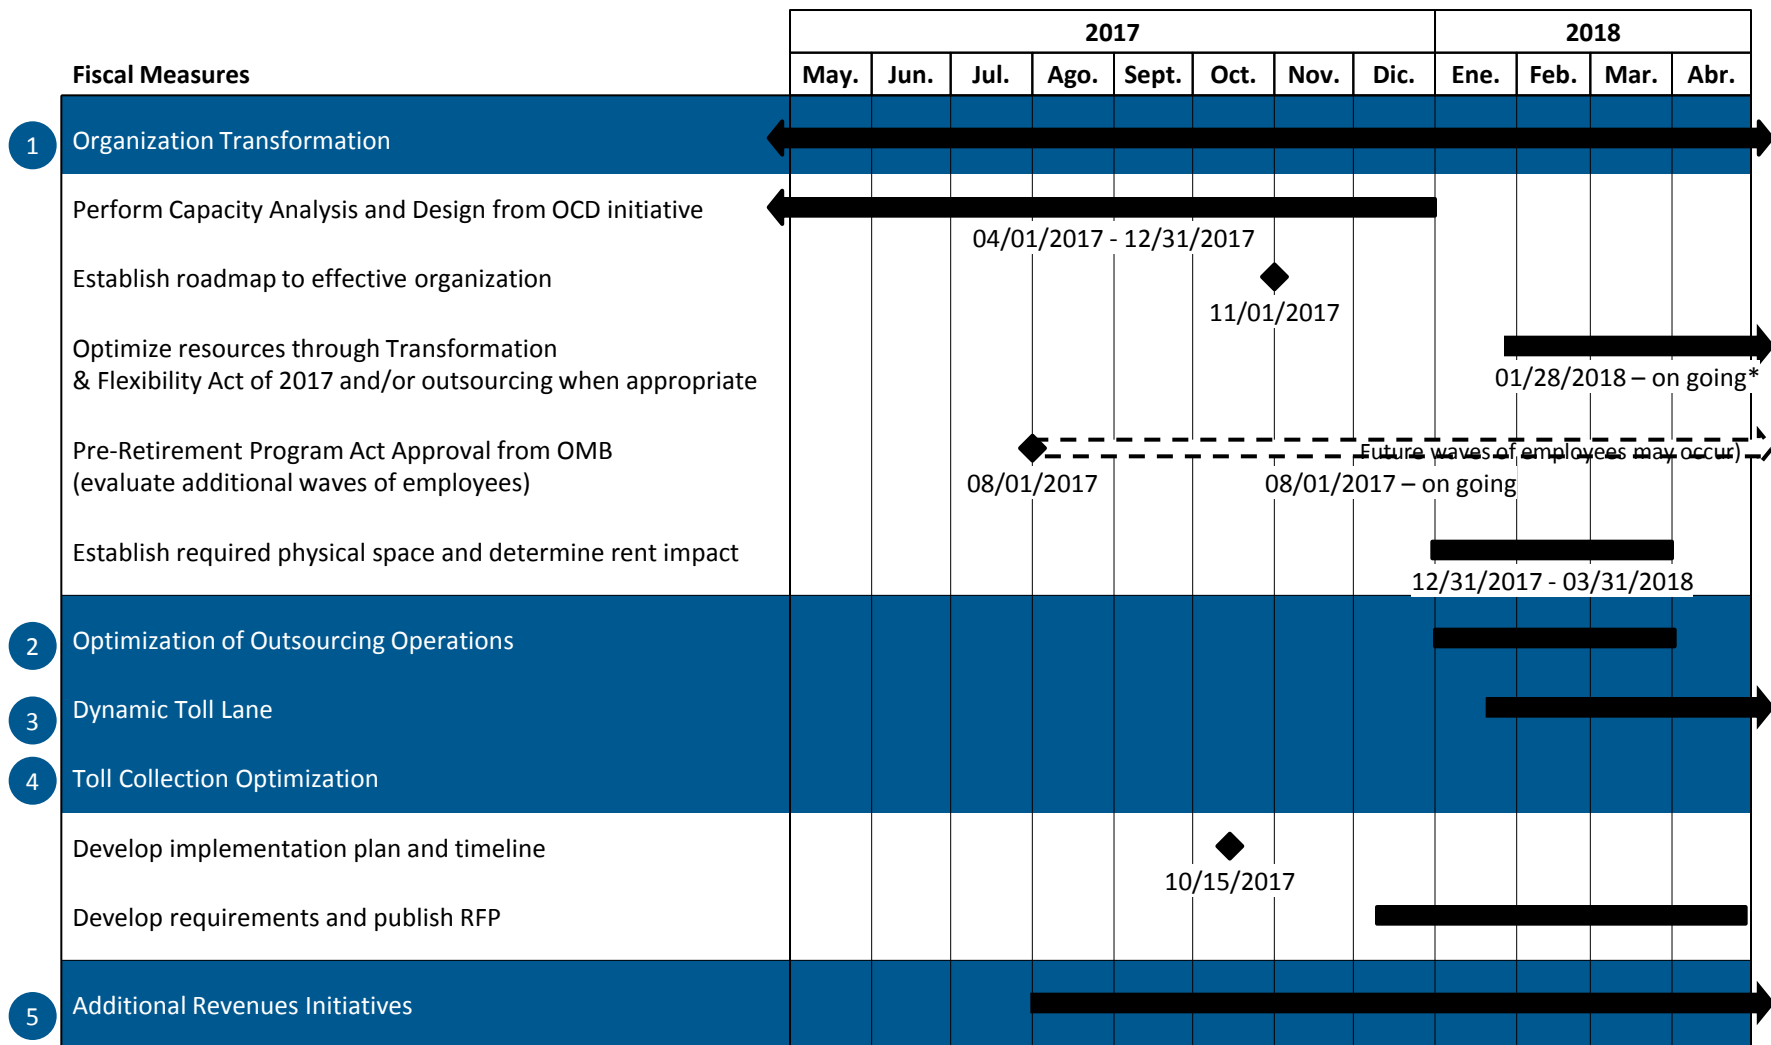 2017 2018
Fiscal Measures May. Jun. Jul. Ago. Sept. Oct. Nov. Dic. Ene. Feb. Mar. Abr.
1 Organization Transformation
Perform Capacity Analysis and Design from OCD initiative
04/01/2017 - 12/31/2017
Establish roadmap to effective organization
11/01/2017
Optimize resources through Transformation
& Flexibility Act of 2017 and/or outsourcing when appropriate
01/28/2018 – on going*
Pre-Retirement Program Act Approval from OMB
Future waves of employees may occur)
(evaluate additional waves of employees)
08/01/2017 08/01/2017 – on going
Establish required physical space and determine rent impact
12/31/2017 - 03/31/2018
2 Optimization of Outsourcing Operations
3 Dynamic Toll Lane
4 Toll Collection Optimization
Develop implementation plan and timeline
10/15/2017
Develop requirements and publish RFP
5 Additional Revenues Initiatives